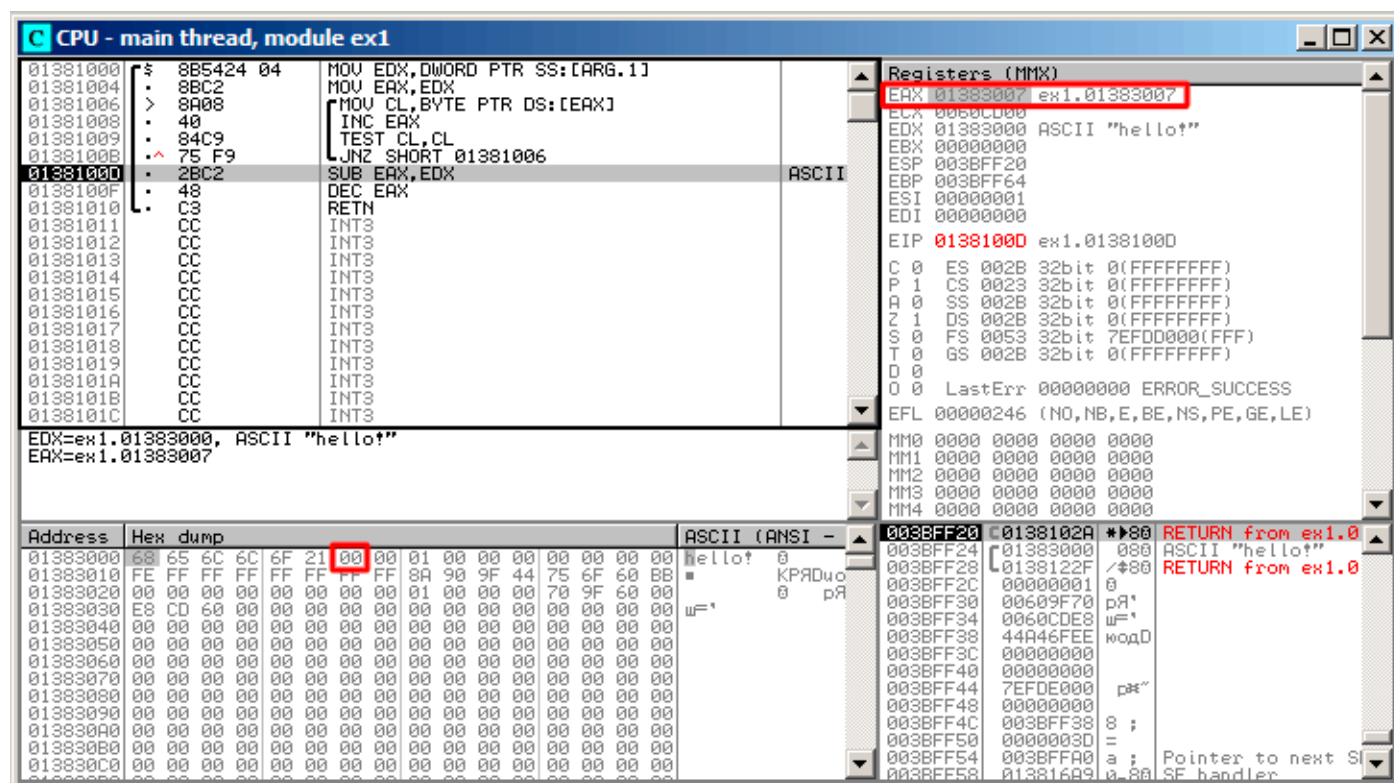 C CPU - main thread, module ex1
01381000 $ 8B5424 04 MOV EDX,DWORD PTR SS:[ARG.1]
01381004 . 8BC2 MOV EAX,EDX
01381006 > 8A08 MOV CL,BYTE PTR DS:[EAX]
01381008 . 40 INC EAX
01381009 . 84C9 TEST CL,CL
0138100B .^ 75 F9 JNZ SHORT 01381006
0138100D . 2BC2 SUB EAX,EDX ASCII
0138100F . 48 DEC EAX
01381010 . C3 RETN
01381011 CC INT3
01381012 CC INT3
01381013 CC INT3
01381014 CC INT3
01381015 CC INT3
01381016 CC INT3
01381017 CC INT3
01381018 CC INT3
01381019 CC INT3
0138101A CC INT3
0138101B CC INT3
0138101C CC INT3
EDX=ex1.01383000, ASCII "hello!"
EAX=ex1.01383007
Registers (MMX)
EAX 01383007 ex1.01383007
ECX 0060CD00
EDX 01383000 ASCII "hello!"
EBX 00000000
ESP 003BFF20
EBP 003BFF64
ESI 00000001
EDI 00000000
EIP 0138100D ex1.0138100D
C 0 ES 002B 32bit 0(FFFFFFFF)
P 1 CS 0023 32bit 0(FFFFFFFF)
A 0 SS 002B 32bit 0(FFFFFFFF)
Z 1 DS 002B 32bit 0(FFFFFFFF)
S 0 FS 0053 32bit 7EFDD000(FFF)
T 0 GS 002B 32bit 0(FFFFFFFF)
D 0
O 0 LastErr 00000000 ERROR_SUCCESS
EFL 00000246 (NO,NB,E,BE,NS,PE,GE,LE)
MM0 0000 0000 0000 0000
MM1 0000 0000 0000 0000
MM2 0000 0000 0000 0000
MM3 0000 0000 0000 0000
MM4 0000 0000 0000 0000
Address Hex dump ASCII (ANSI -
01383000 68 65 6C 6C 6F 21 00 00 01 00 00 00 00 00 00 00 hello! 0
01383010 FE FF FF FF FF FF FF FF 8A 90 9F 44 75 6F 60 BB ■ КРЯDuo
01383020 00 00 00 00 00 00 00 00 01 00 00 00 70 9F 60 00 0 pЯ
01383030 E8 CD 60 00 00 00 00 00 00 00 00 00 00 00 00 00 ш=`
01383040 00 00 00 00 00 00 00 00 00 00 00 00 00 00 00 00
01383050 00 00 00 00 00 00 00 00 00 00 00 00 00 00 00 00
01383060 00 00 00 00 00 00 00 00 00 00 00 00 00 00 00 00
01383070 00 00 00 00 00 00 00 00 00 00 00 00 00 00 00 00
01383080 00 00 00 00 00 00 00 00 00 00 00 00 00 00 00 00
01383090 00 00 00 00 00 00 00 00 00 00 00 00 00 00 00 00
013830A0 00 00 00 00 00 00 00 00 00 00 00 00 00 00 00 00
013830B0 00 00 00 00 00 00 00 00 00 00 00 00 00 00 00 00
013830C0 00 00 00 00 00 00 00 00 00 00 00 00 00 00 00 00
003BFF20 0138102A *►80 RETURN from ex1.0
003BFF24 01383000 080 ASCII "hello!"
003BFF28 0138122F /‡80 RETURN from ex1.0
003BFF2C 00000001 0
003BFF30 00609F70 pЯ`
003BFF34 0060CDE8 ш=`
003BFF38 44A46FEE юодD
003BFF3C 00000000
003BFF40 00000000
003BFF44 7EFDE000
003BFF48 00000000
003BFF4C 003BFF38 8 ;
003BFF50 0000003D =
003BFF54 003BFFA0 a ; Pointer to next S
003BFF58 013816A9 SE handler